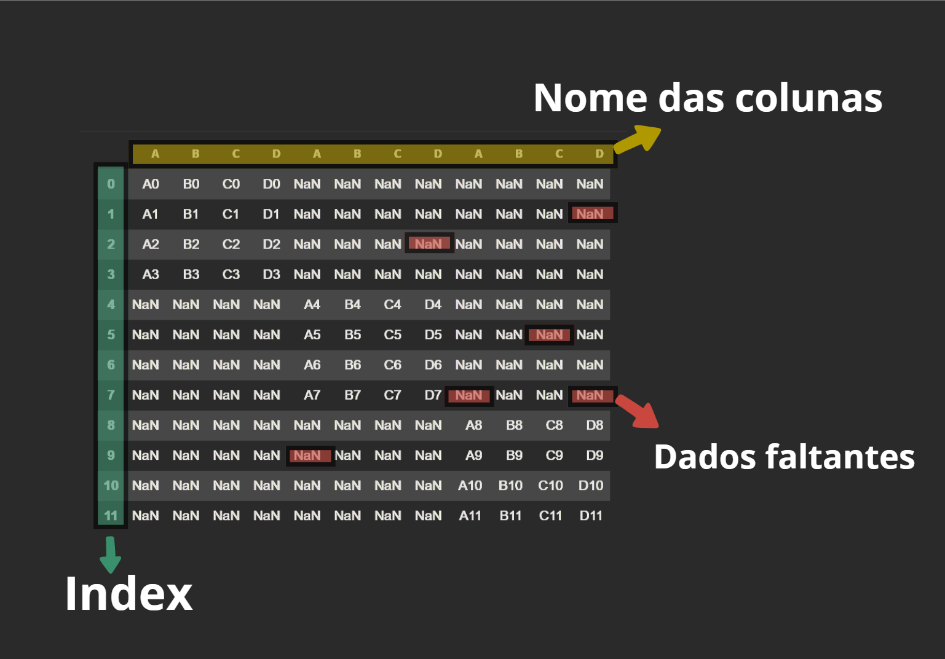 Nome das colunas
A B C D A B C D A B C D
0 A0 B0 C0 D0 NaN NaN NaN NaN NaN NaN NaN NaN
1 A1 B1 C1 D1 NaN NaN NaN NaN NaN NaN NaN NaN
2 A2 B2 C2 D2 NaN NaN NaN NaN NaN NaN NaN NaN
3 A3 B3 C3 D3 NaN NaN NaN NaN NaN NaN NaN NaN
4 NaN NaN NaN NaN A4 B4 C4 D4 NaN NaN NaN NaN
5 NaN NaN NaN NaN A5 B5 C5 D5 NaN NaN NaN NaN
6 NaN NaN NaN NaN A6 B6 C6 D6 NaN NaN NaN NaN
7 NaN NaN NaN NaN A7 B7 C7 D7 NaN NaN NaN NaN
8 NaN NaN NaN NaN NaN NaN NaN NaN A8 B8 C8 D8
9 NaN NaN NaN NaN NaN NaN NaN NaN A9 B9 C9 D9
10 NaN NaN NaN NaN NaN NaN NaN NaN A10 B10 C10 D10
11 NaN NaN NaN NaN NaN NaN NaN NaN A11 B11 C11 D11
Dados faltantes
Index